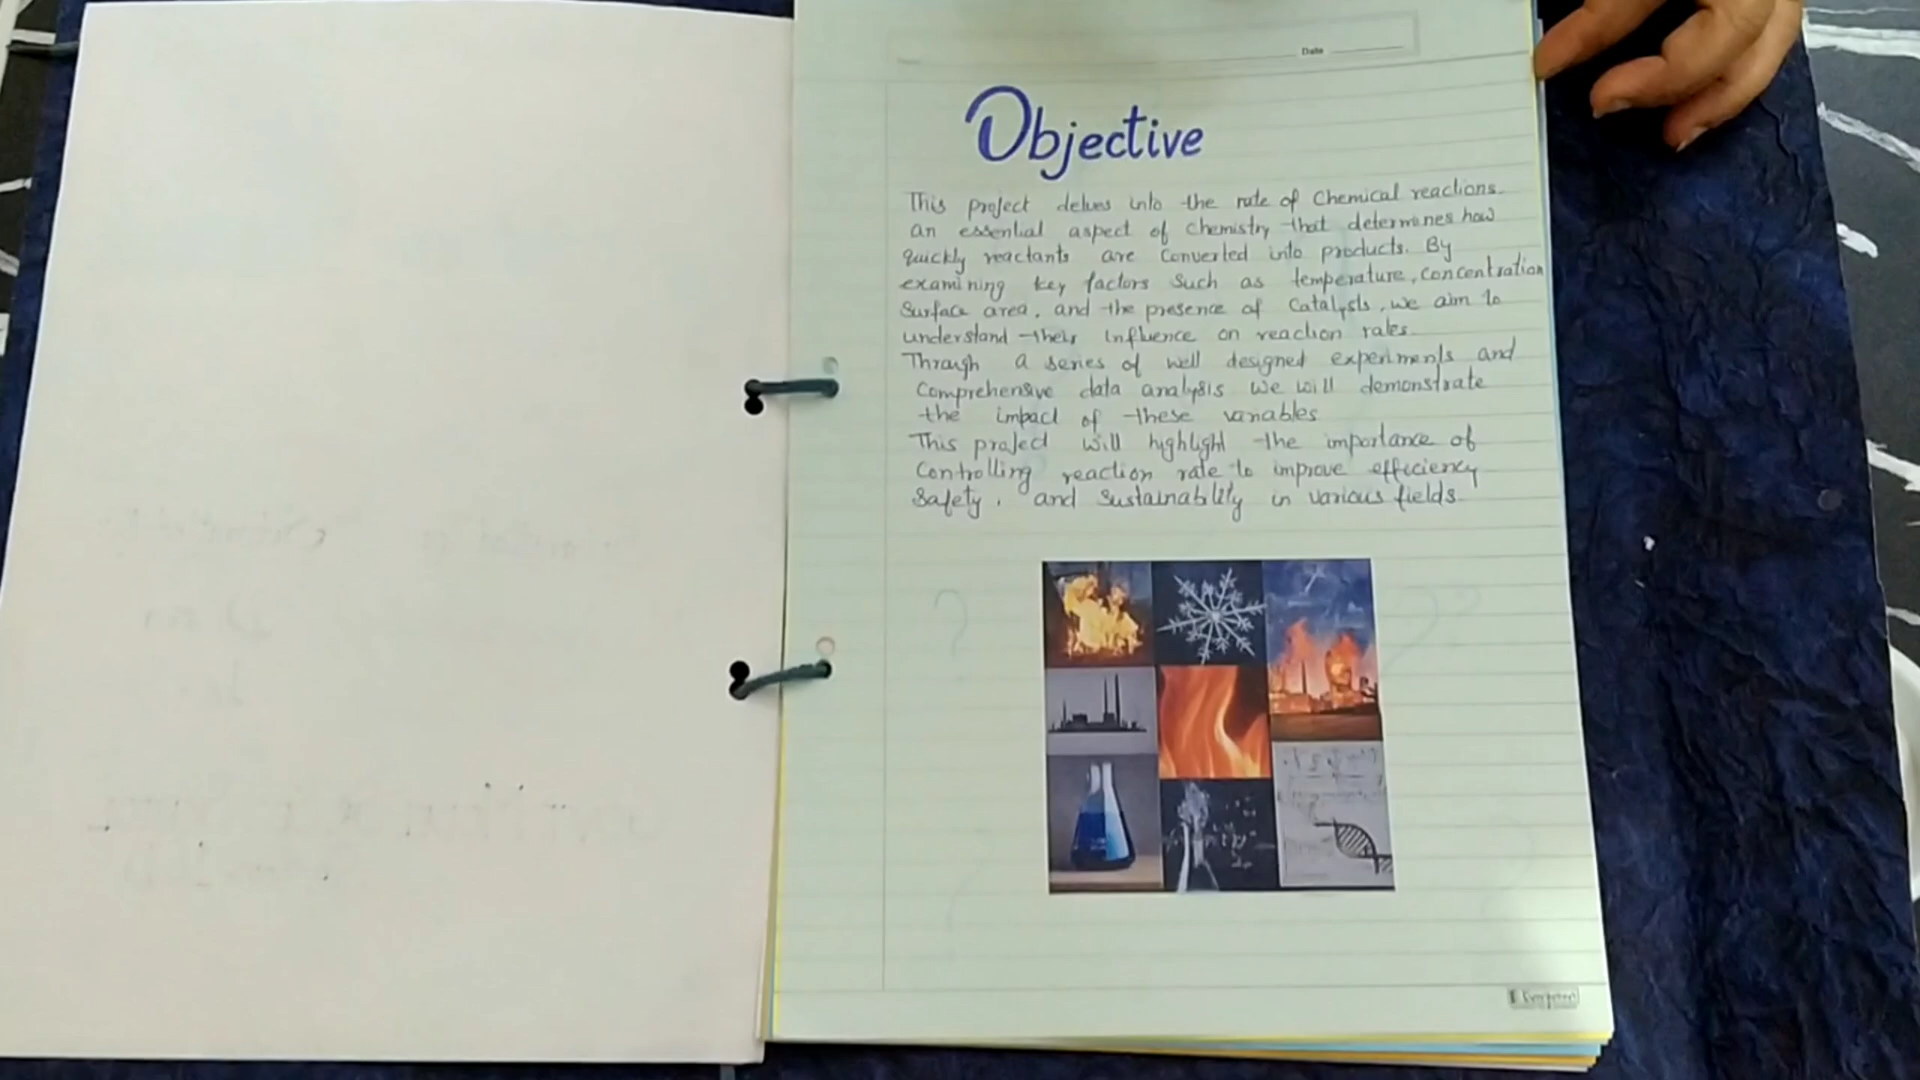 Date
Objective
This project delves into the rate of Chemical reactions.
an essential aspect of chemistry that determines how
quickly reactants are Converted into products. By
examining key factors Such as temperature, concentration
Surface area, and the presence of Catalysts, we aim to
understand their influence on reaction rates.
Through a series of well designed experiments and
Comprehensive data analysis we will demonstrate
the impact of these variables
This project will highlight the importance of
Controlling reaction rate to improve efficiency
Safety, and Sustainability in various fields.